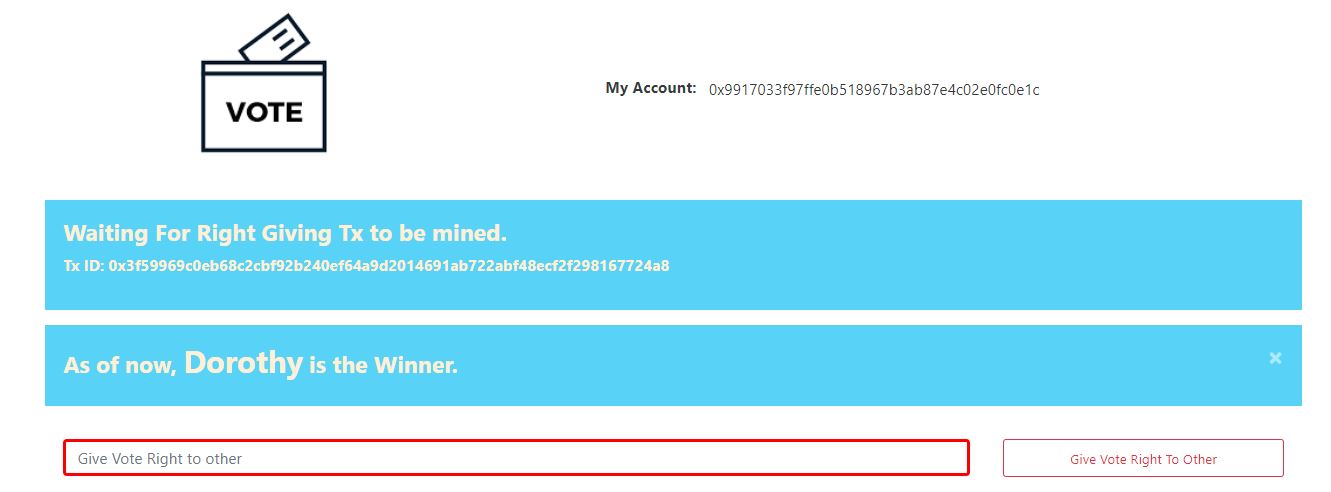 VOTE
My Account: 0x9917033f97ffe0b518967b3ab87e4c02e0fc0e1c
Waiting For Right Giving Tx to be mined.
Tx ID: 0x3f59969c0eb68c2cbf92b240ef64a9d2014691ab722abf48ecf2f298167724a8
As of now, Dorothy is the Winner.
×
Give Vote Right to other
Give Vote Right To Other